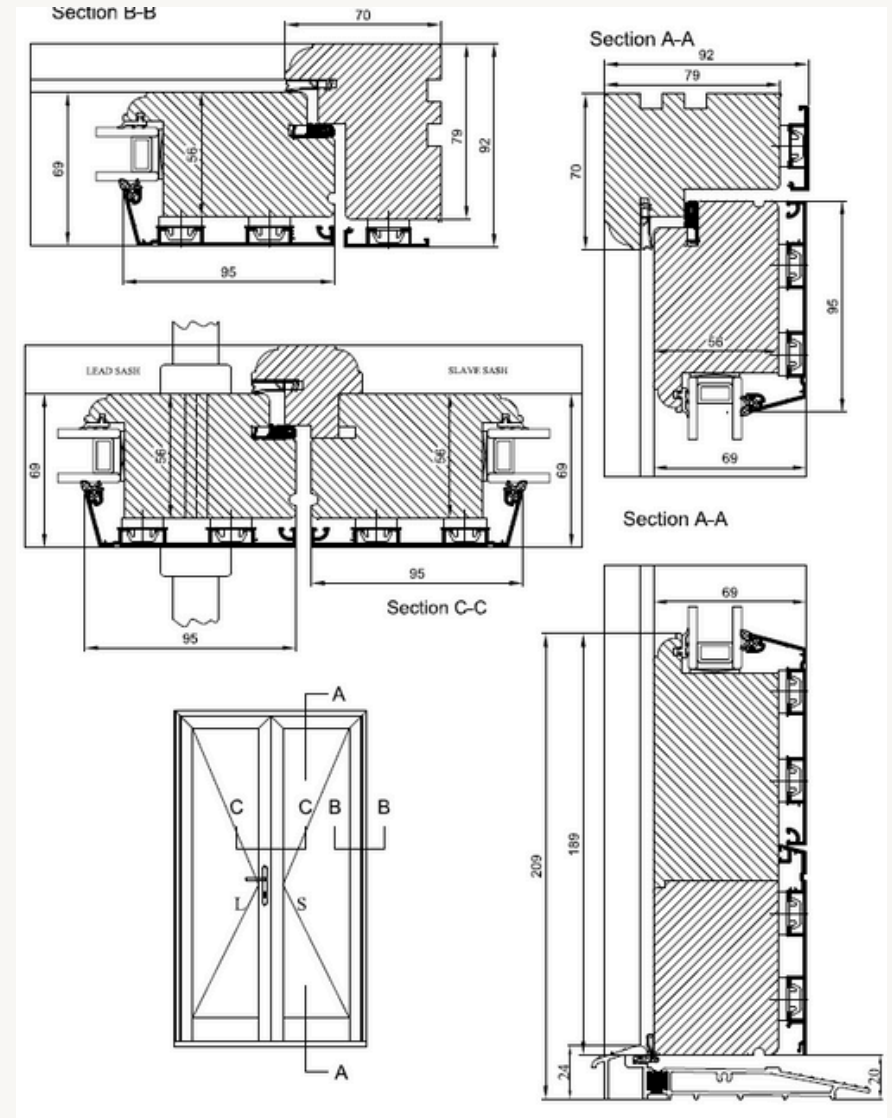 Section B-B
70
69
56
79
92
95
Section A-A
92
79
70
56
95
69
LEAD SASH
SLAVE SASH
69
56
56
69
95
95
Section C-C
Section A-A
69
209
189
24
20
A
C
C
B
B
L
S
A